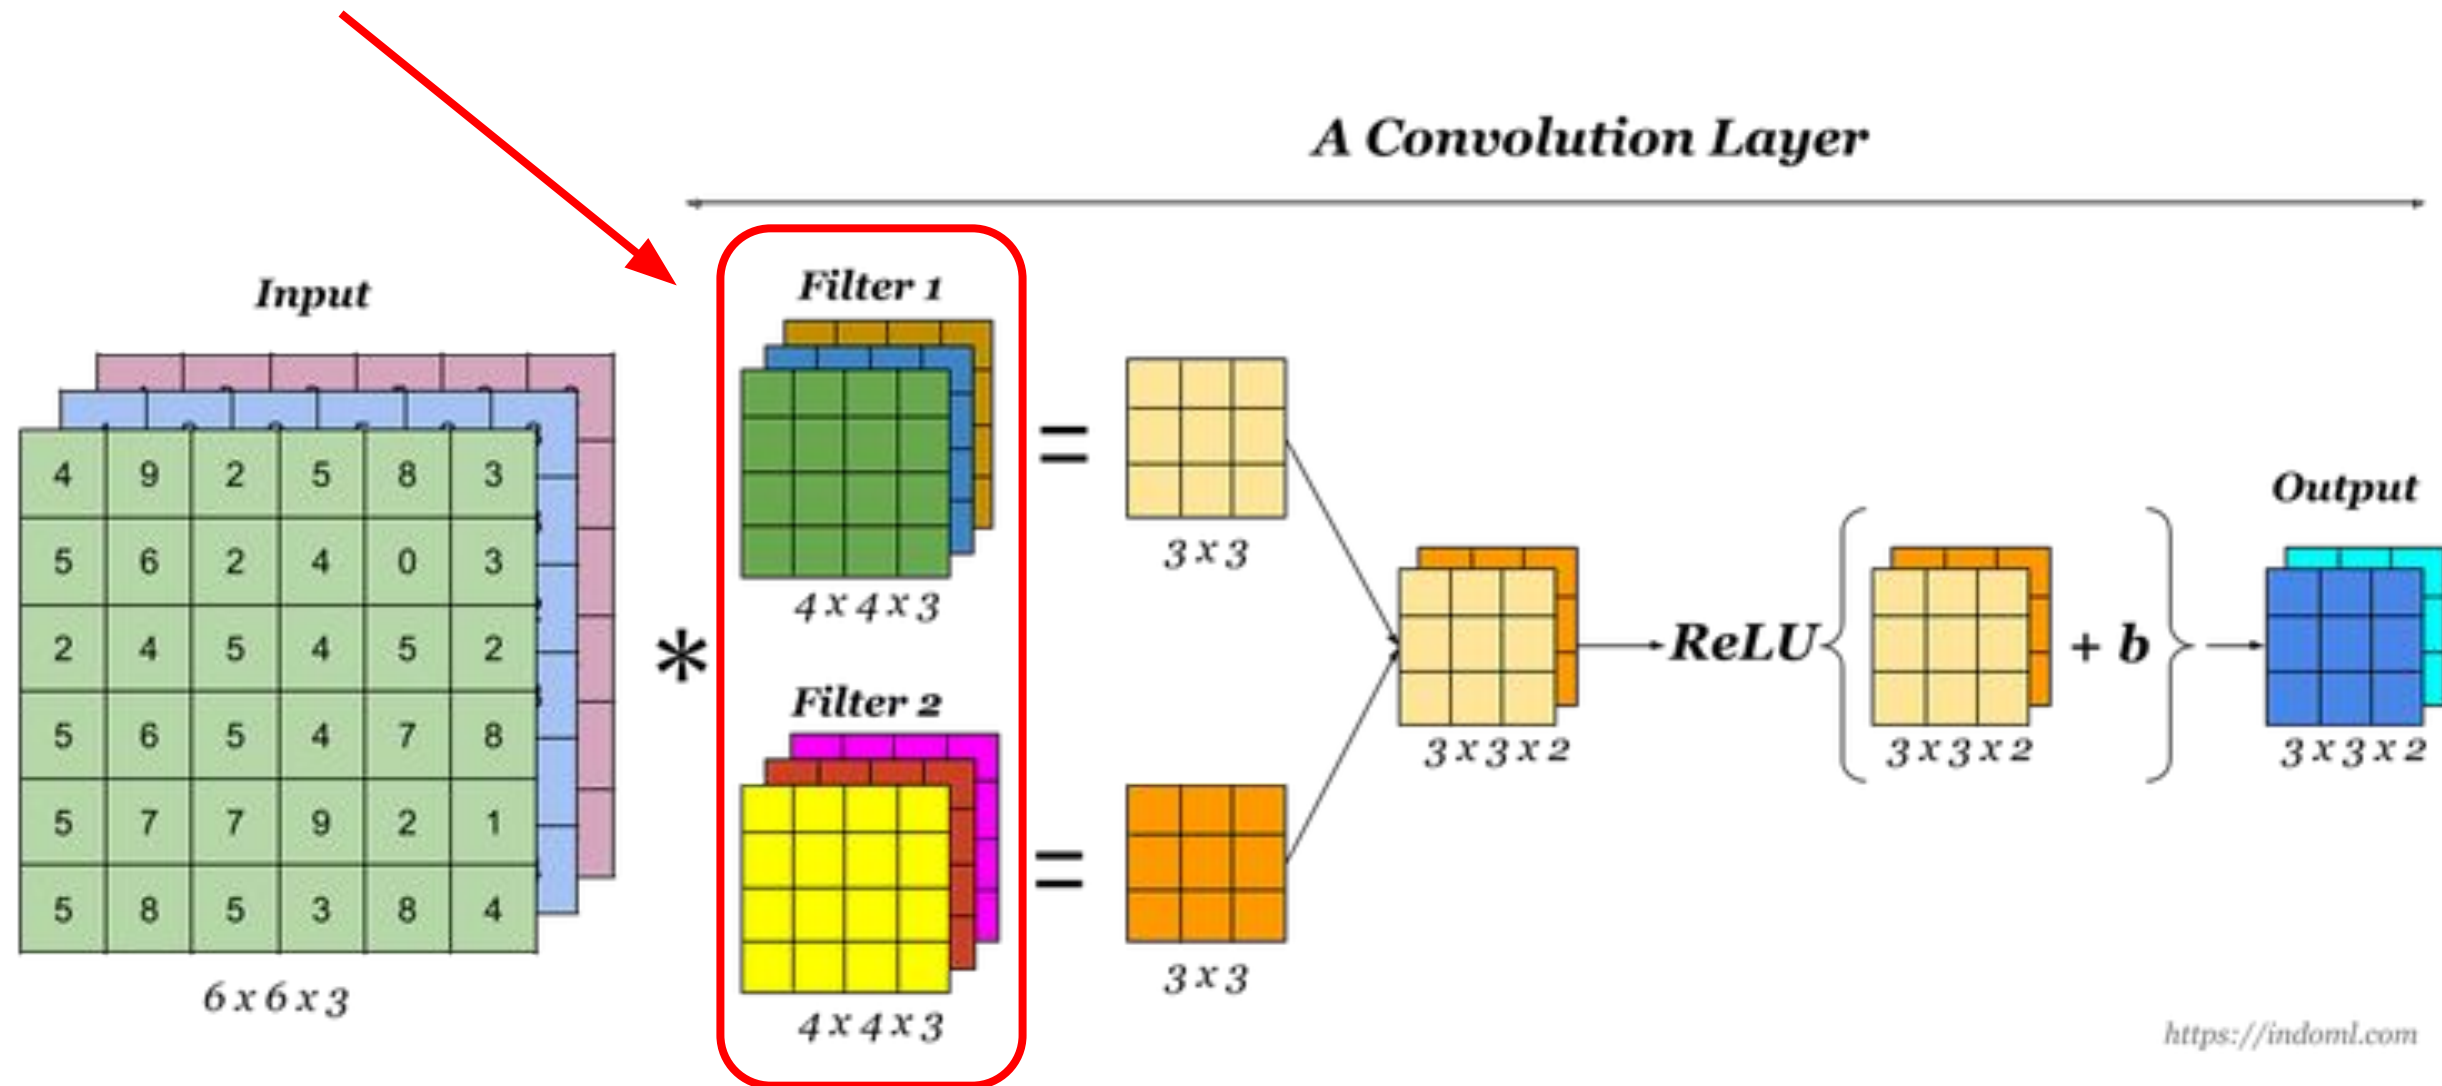 A Convolution Layer
Input
Filter 1
4 9 2 5 8 3
5 6 2 4 0 3
2 4 5 4 5 2
5 6 5 4 7 8
5 7 7 9 2 1
5 8 5 3 8 4
6 x 6 x 3
*
4 x 4 x 3
=
3 x 3
Filter 2
4 x 4 x 3
=
3 x 3
3 x 3 x 2
ReLU { + b }
3 x 3 x 2
Output
3 x 3 x 2
https://indoml.com